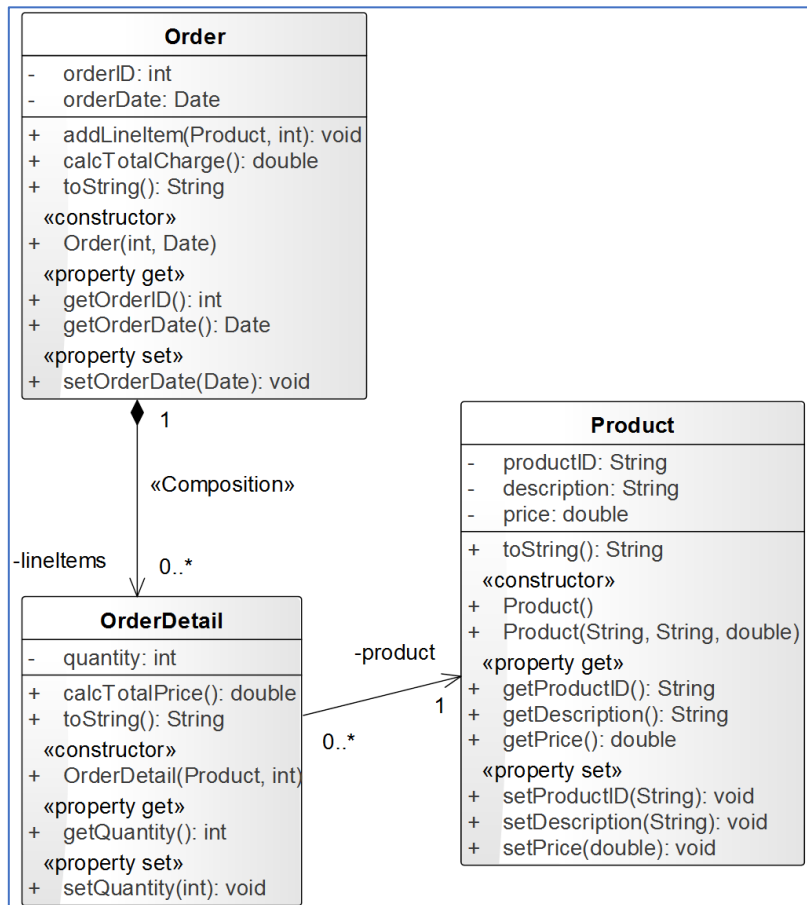 Order
- orderID: int
- orderDate: Date
+ addLineItem(Product, int): void
+ calcTotalCharge(): double
+ toString(): String
«constructor»
+ Order(int, Date)
«property get»
+ getOrderID(): int
+ getOrderDate(): Date
«property set»
+ setOrderDate(Date): void
1
«Composition»
-lineItems
0..*
OrderDetail
- quantity: int
+ calcTotalPrice(): double
+ toString(): String
«constructor»
+ OrderDetail(Product, int)
«property get»
+ getQuantity(): int
«property set»
+ setQuantity(int): void
-product
0..*
1
Product
- productID: String
- description: String
- price: double
+ toString(): String
«constructor»
+ Product()
+ Product(String, String, double)
«property get»
+ getProductID(): String
+ getDescription(): String
+ getPrice(): double
«property set»
+ setProductID(String): void
+ setDescription(String): void
+ setPrice(double): void